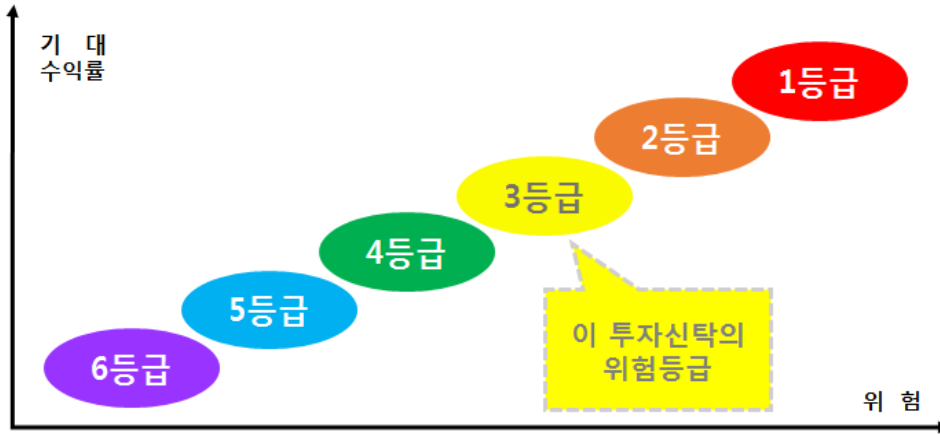 기 대
수익률
1등급
2등급
3등급
4등급
5등급
6등급
이 투자신탁의
위험등급
위 험